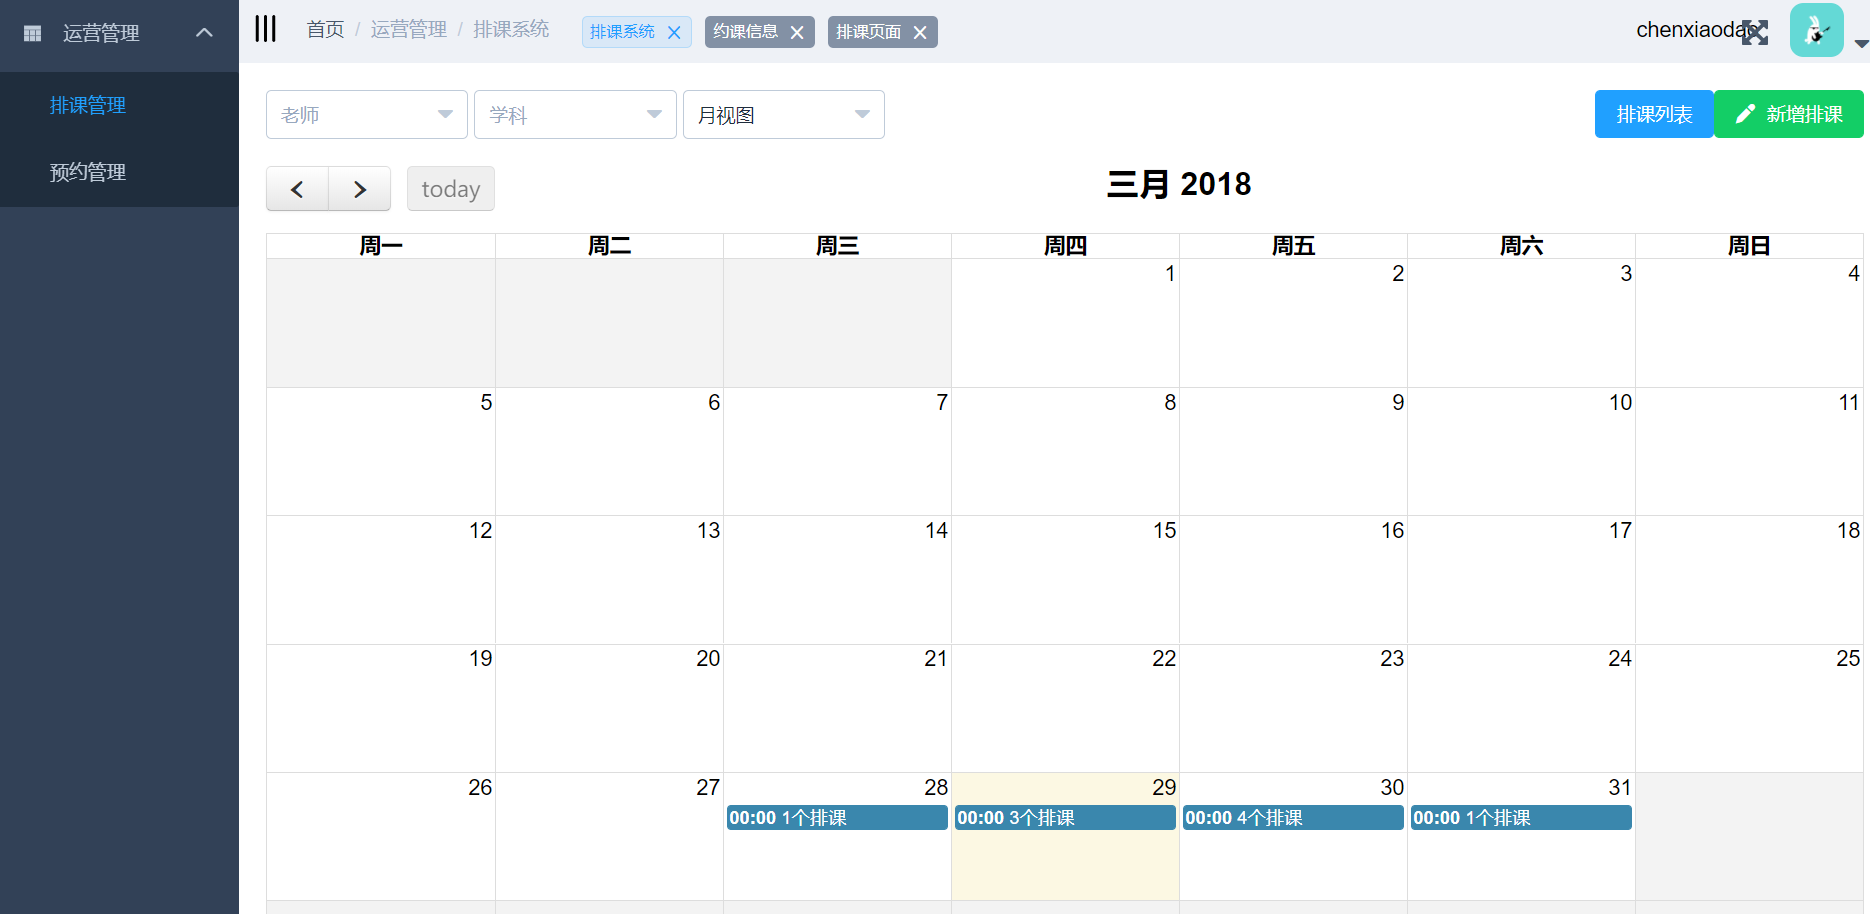 运营管理
排课管理
预约管理
首页 / 运营管理 / 排课系统
排课系统 约课信息 排课页面
chenxiaodao
老师 学科 月视图
排课列表 新增排课
today
三月 2018
周一 周二 周三 周四 周五 周六 周日
1 2 3 4
5 6 7 8 9 10 11
12 13 14 15 16 17 18
19 20 21 22 23 24 25
26 27 28 29 30 31
00:00 1个排课 00:00 3个排课 00:00 4个排课 00:00 1个排课